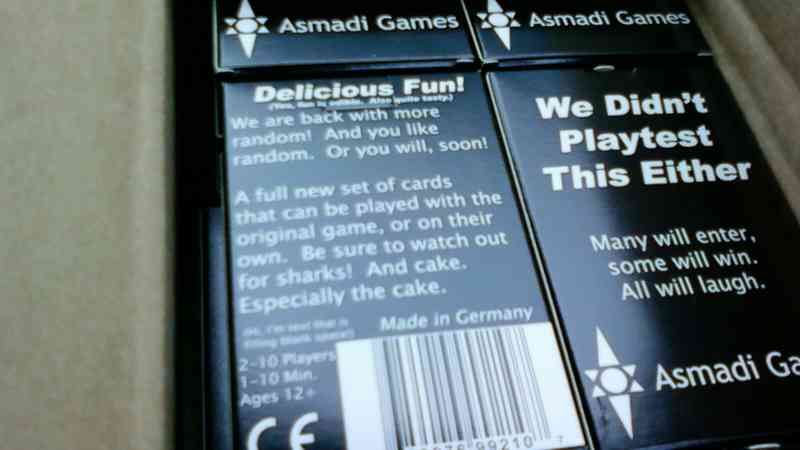 Asmadi Games
Asmadi Games
Delicious Fun!
(Yes, fun is edible. Also quite tasty.)
We are back with more
random! And you like
random. Or you will, soon!
A full new set of cards
that can be played with the
original game, or on their
own. Be sure to watch out
for sharks! And cake.
Especially the cake.
Made in Germany
2-10 Players
1-10 Min.
Ages 12+
CE
99210 7
We Didn't
Playtest
This Either
Many will enter,
some will win.
All will laugh.
Asmadi Ga